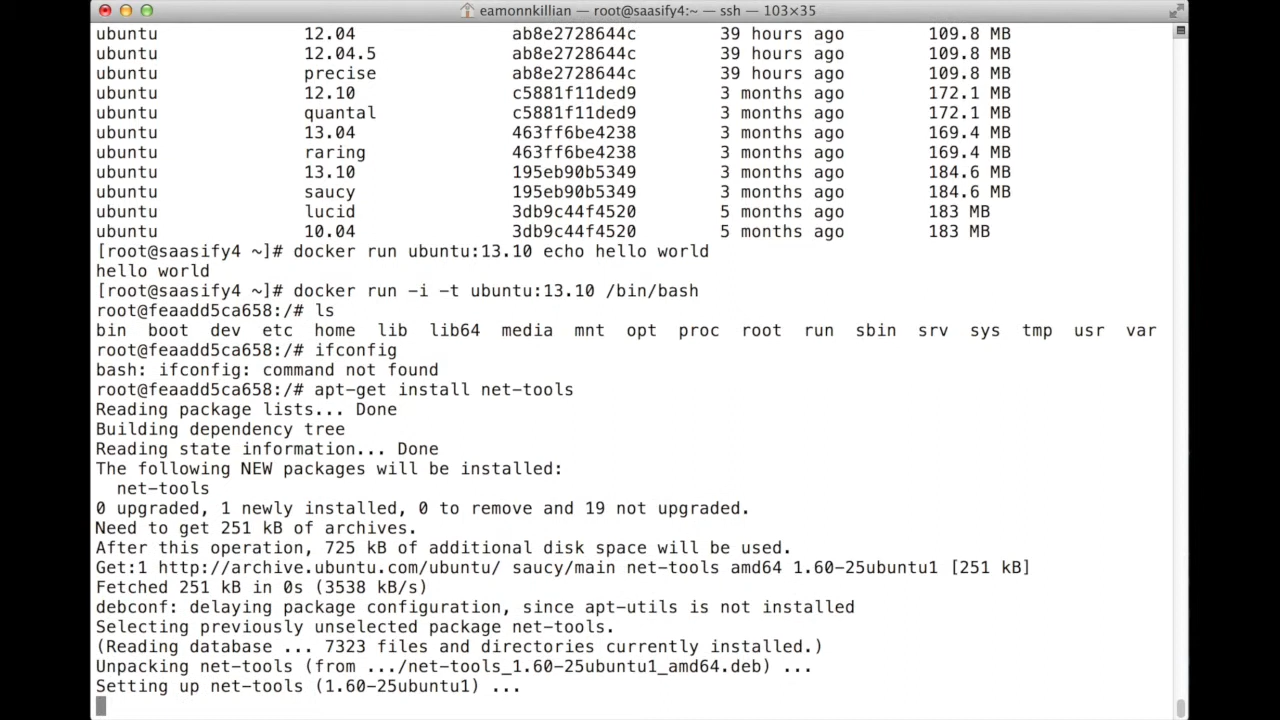 eamonnkillian — root@saasify4:~ — ssh — 103×35
ubuntu 12.04 ab8e2728644c 39 hours ago 109.8 MB
ubuntu 12.04.5 ab8e2728644c 39 hours ago 109.8 MB
ubuntu precise ab8e2728644c 39 hours ago 109.8 MB
ubuntu 12.10 c5881f11ded9 3 months ago 172.1 MB
ubuntu quantal c5881f11ded9 3 months ago 172.1 MB
ubuntu 13.04 463ff6be4238 3 months ago 169.4 MB
ubuntu raring 463ff6be4238 3 months ago 169.4 MB
ubuntu 13.10 195eb90b5349 3 months ago 184.6 MB
ubuntu saucy 195eb90b5349 3 months ago 184.6 MB
ubuntu lucid 3db9c44f4520 5 months ago 183 MB
ubuntu 10.04 3db9c44f4520 5 months ago 183 MB
[root@saasify4 ~]# docker run ubuntu:13.10 echo hello world
hello world
[root@saasify4 ~]# docker run -i -t ubuntu:13.10 /bin/bash
root@feaadd5ca658:/# ls
bin boot dev etc home lib lib64 media mnt opt proc root run sbin srv sys tmp usr var
root@feaadd5ca658:/# ifconfig
bash: ifconfig: command not found
root@feaadd5ca658:/# apt-get install net-tools
Reading package lists... Done
Building dependency tree
Reading state information... Done
The following NEW packages will be installed:
net-tools
0 upgraded, 1 newly installed, 0 to remove and 19 not upgraded.
Need to get 251 kB of archives.
After this operation, 725 kB of additional disk space will be used.
Get:1 http://archive.ubuntu.com/ubuntu/ saucy/main net-tools amd64 1.60-25ubuntu1 [251 kB]
Fetched 251 kB in 0s (3538 kB/s)
debconf: delaying package configuration, since apt-utils is not installed
Selecting previously unselected package net-tools.
(Reading database ... 7323 files and directories currently installed.)
Unpacking net-tools (from .../net-tools_1.60-25ubuntu1_amd64.deb) ...
Setting up net-tools (1.60-25ubuntu1) ...